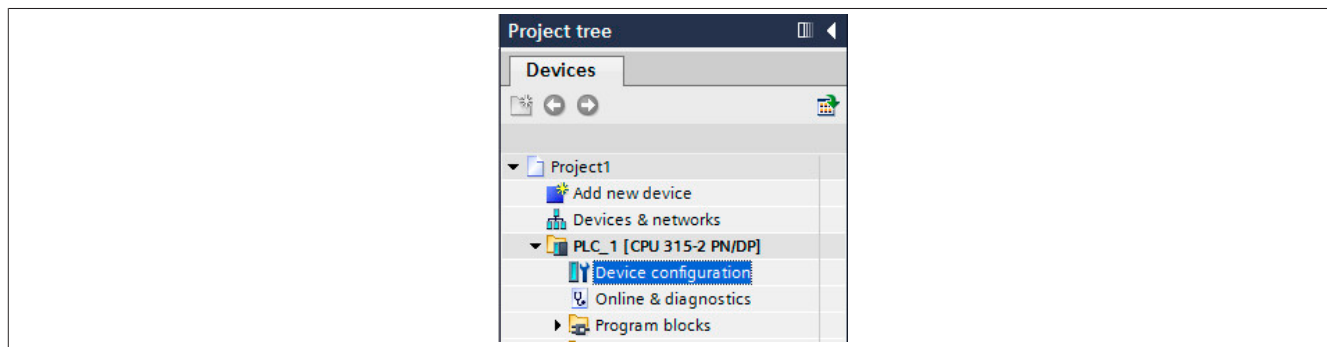 Project tree
Devices
Project1
Add new device
Devices & networks
PLC_1 [CPU 315-2 PN/DP]
Device configuration
Online & diagnostics
Program blocks